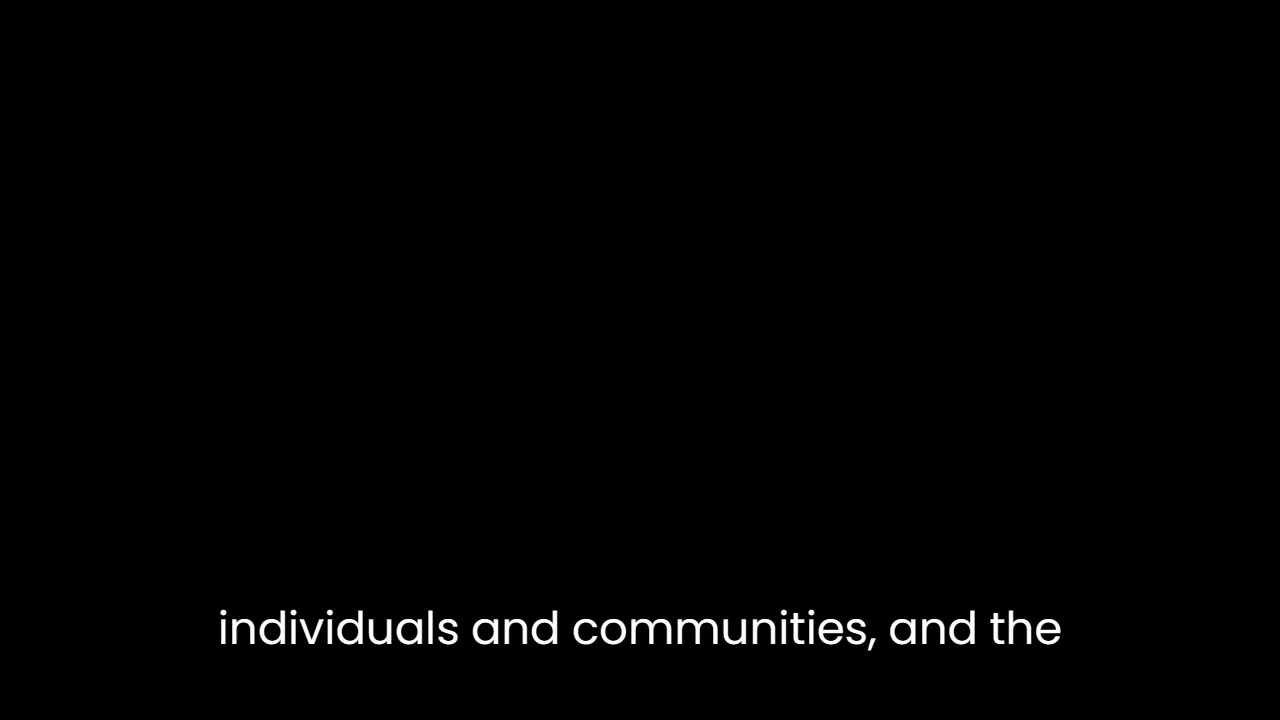 individuals and communities, and the